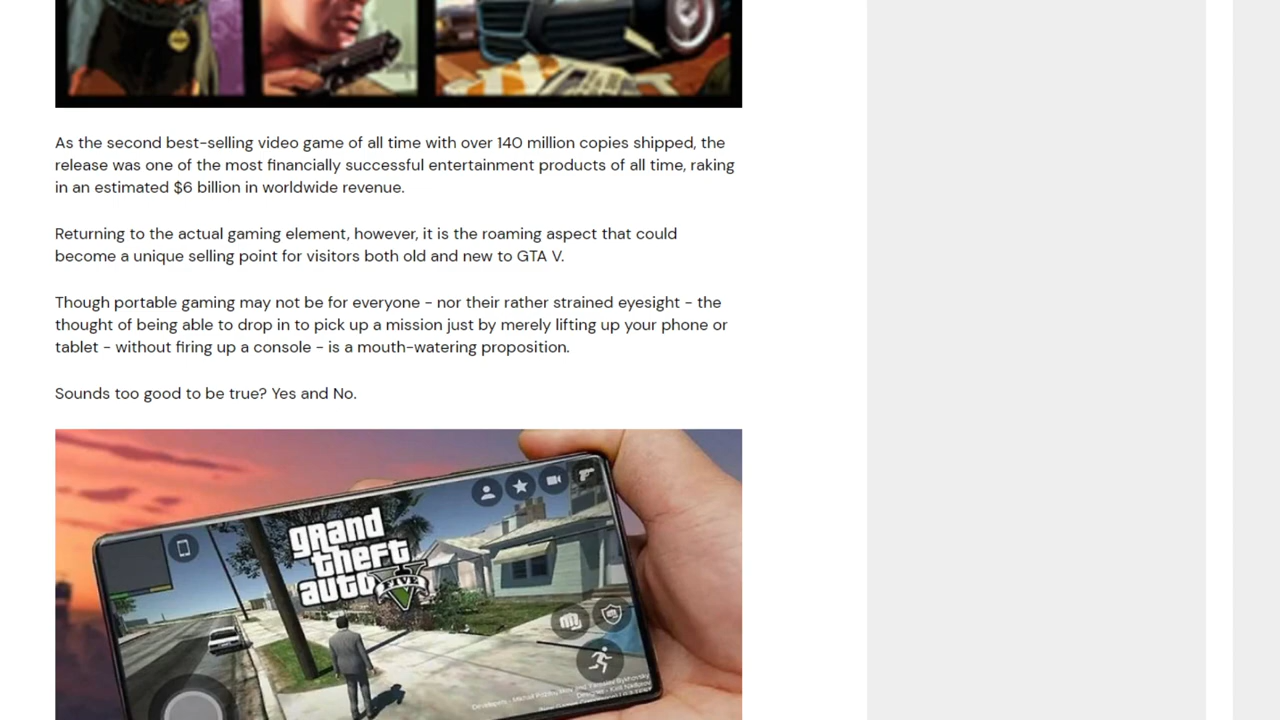 As the second best-selling video game of all time with over 140 million copies shipped, the
release was one of the most financially successful entertainment products of all time, raking
in an estimated $6 billion in worldwide revenue.
Returning to the actual gaming element, however, it is the roaming aspect that could
become a unique selling point for visitors both old and new to GTA V.
Though portable gaming may not be for everyone - nor their rather strained eyesight - the
thought of being able to drop in to pick up a mission just by merely lifting up your phone or
tablet - without firing up a console - is a mouth-watering proposition.
Sounds too good to be true? Yes and No.
grand
theft
auto
FIVE